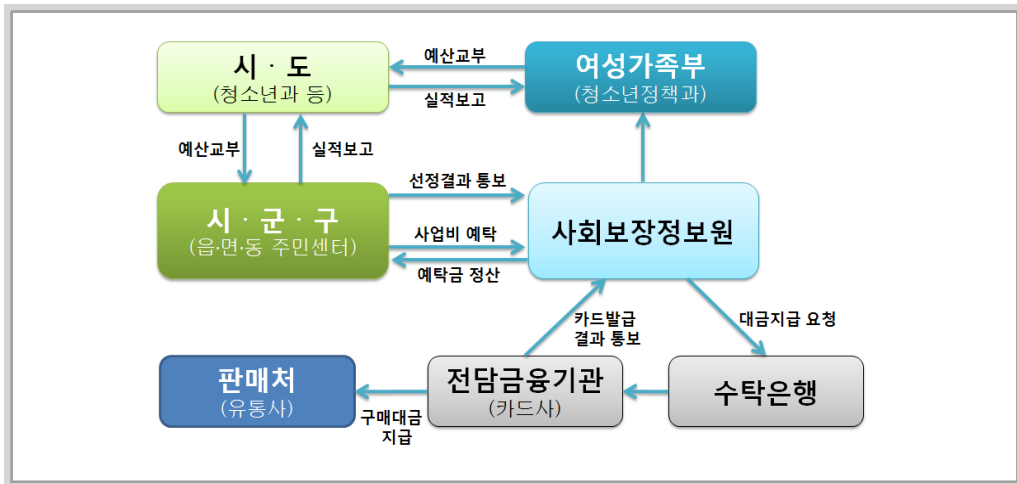 시 · 도
(청소년과 등)
예산교부
실적보고
여성가족부
(청소년정책과)
예산교부
실적보고
시 · 군 · 구
(읍·면·동 주민센터)
선정결과 통보
사업비 예탁
예탁금 정산
사회보장정보원
카드발급
결과 통보
대금지급 요청
판매처
(유통사)
구매대금
지급
전담금융기관
(카드사)
수탁은행